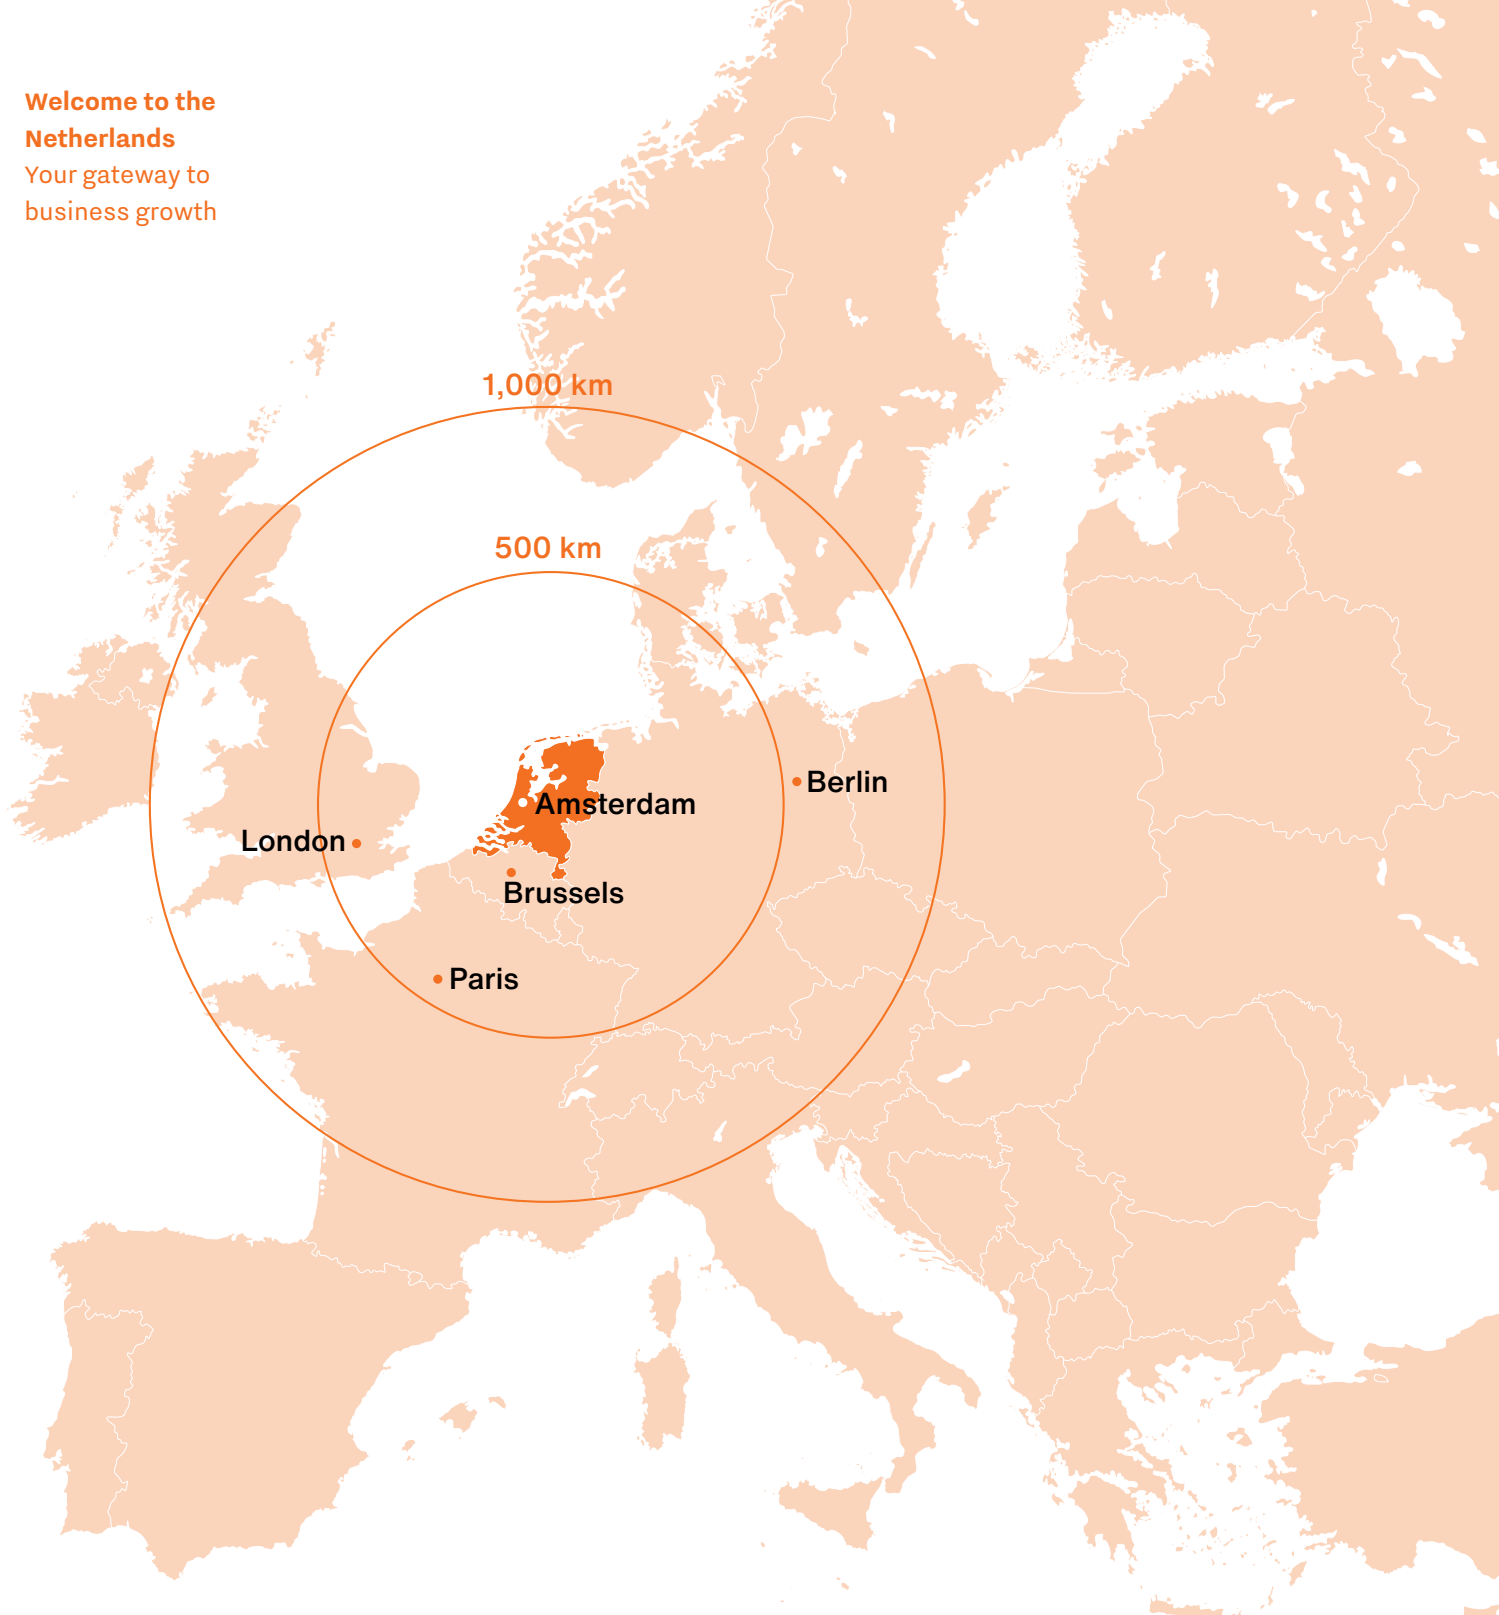 Welcome to the
Netherlands
Your gateway to
business growth
1,000 km
500 km
Berlin
Amsterdam
London
Brussels
Paris